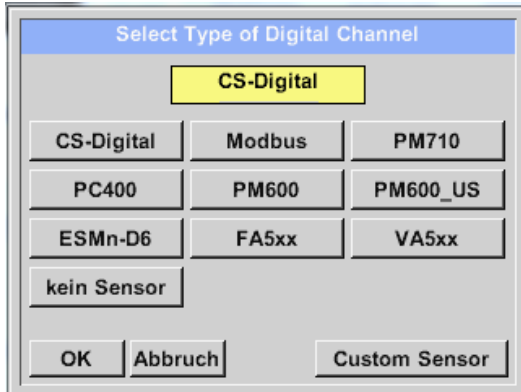 Select Type of Digital Channel
CS-Digital
CS-Digital Modbus PM710
PC400 PM600 PM600_US
ESMn-D6 FA5xx VA5xx
kein Sensor
OK Abbruch Custom Sensor